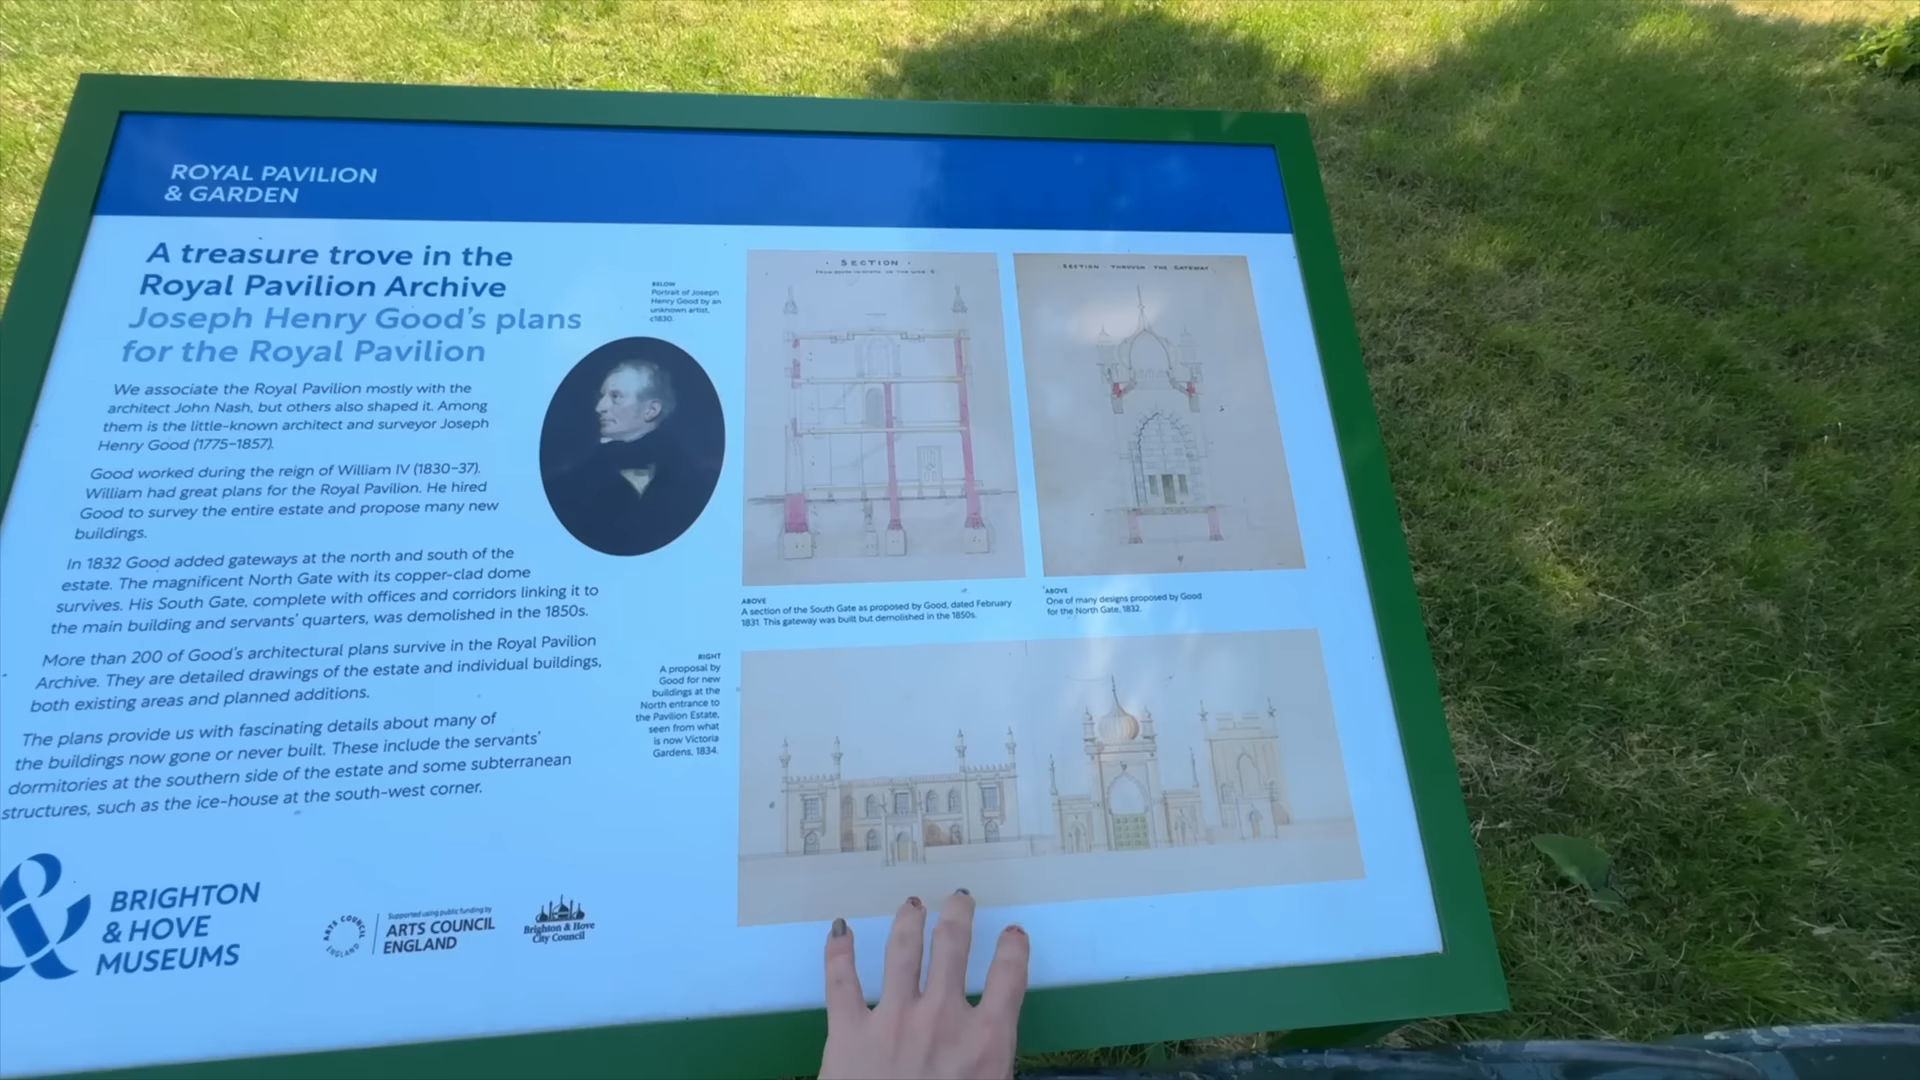 ROYAL PAVILION
& GARDEN
A treasure trove in the
Royal Pavilion Archive
Joseph Henry Good's plans
for the Royal Pavilion
We associate the Royal Pavilion mostly with the
architect John Nash, but others also shaped it. Among
them is the little-known architect and surveyor Joseph
Henry Good (1775–1857).
Good worked during the reign of William IV (1830–37).
William had great plans for the Royal Pavilion. He hired
Good to survey the entire estate and propose many new
buildings.
In 1832 Good added gateways at the north and south of the
estate. The magnificent North Gate with its copper-clad dome
survives. His South Gate, complete with offices and corridors linking it to
the main building and servants' quarters, was demolished in the 1850s.
More than 200 of Good's architectural plans survive in the Royal Pavilion
Archive. They are detailed drawings of the estate and individual buildings,
both existing areas and planned additions.
The plans provide us with fascinating details about many of
the buildings now gone or never built. These include the servants'
dormitories at the southern side of the estate and some subterranean
structures, such as the ice-house at the south-west corner.
BELOW
Portrait of Joseph
Henry Good by an
unknown artist,
c1830.
SECTION
SECTION THROUGH THE GATEWAY
ABOVE
A section of the South Gate as proposed by Good, dated February
1831. This gateway was built but demolished in the 1850s.
ABOVE
One of many designs proposed by Good
for the North Gate, 1832.
RIGHT
A proposal by
Good for new
buildings at the
North entrance to
the Pavilion Estate,
seen from what
is now Victoria
Gardens, 1834.
& BRIGHTON
& HOVE
MUSEUMS
ARTS COUNCIL
ENGLAND
Supported using public funding by
ARTS COUNCIL
ENGLAND
Brighton & Hove
City Council